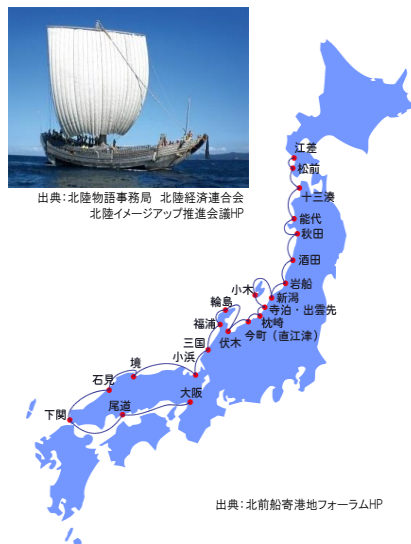 出典：北陸物語事務局　北陸経済連合会
北陸イメージアップ推進会議HP
江差
松前
十三湊
能代
秋田
酒田
岩船
小木
新潟
寺泊・出雲先
輪島
枕崎
福浦
今町（直江津）
伏木
三国
小浜
境
石見
大阪
尾道
下関
出典：北前船寄港地フォーラムHP